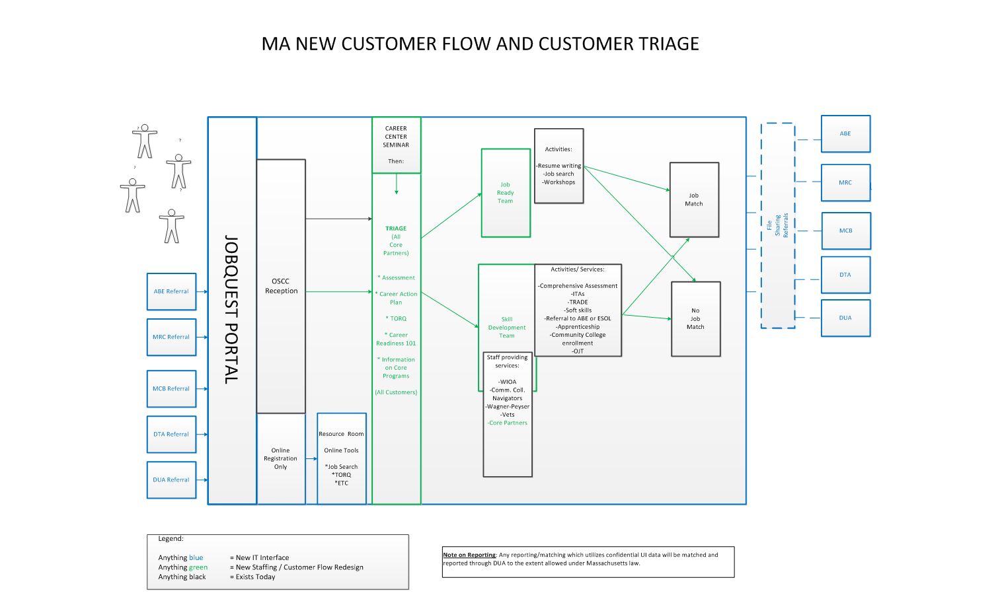 MA NEW CUSTOMER FLOW AND CUSTOMER TRIAGE
?
?
?
?
ABE Referral
MRC Referral
MCB Referral
DTA Referral
DUA Referral
JOBQUEST PORTAL
OSCC
Reception
Online
Registration
Only
Resource Room
Online Tools
*Job Search
*TORQ
*ETC
CAREER
CENTER
SEMINAR
Then:
TRIAGE
(All
Core
Partners)
* Assessment
* Career Action
Plan
* TORQ
* Career
Readiness 101
* Information
on Core
Programs
(All Customers)
Job
Ready
Team
Activities:
-Resume writing
-Job search
-Workshops
Skill
Development
Team
Activities/ Services:
-Comprehensive Assessment
-ITAs
-TRADE
-Soft skills
-Referral to ABE or ESOL
-Apprenticeship
-Community College
enrollment
-OJT
Staff providing
services:
-WIOA
-Comm. Coll.
Navigators
-Wagner-Peyser
-Vets
-Core Partners
Job
Match
No
Job
Match
File
Sharing
Referrals
ABE
MRC
MCB
DTA
DUA
Legend:
Anything blue = New IT Interface
Anything green = New Staffing / Customer Flow Redesign
Anything black = Exists Today
Note on Reporting: Any reporting/matching which utilizes confidential UI data will be matched and
reported through DUA to the extent allowed under Massachusetts law.